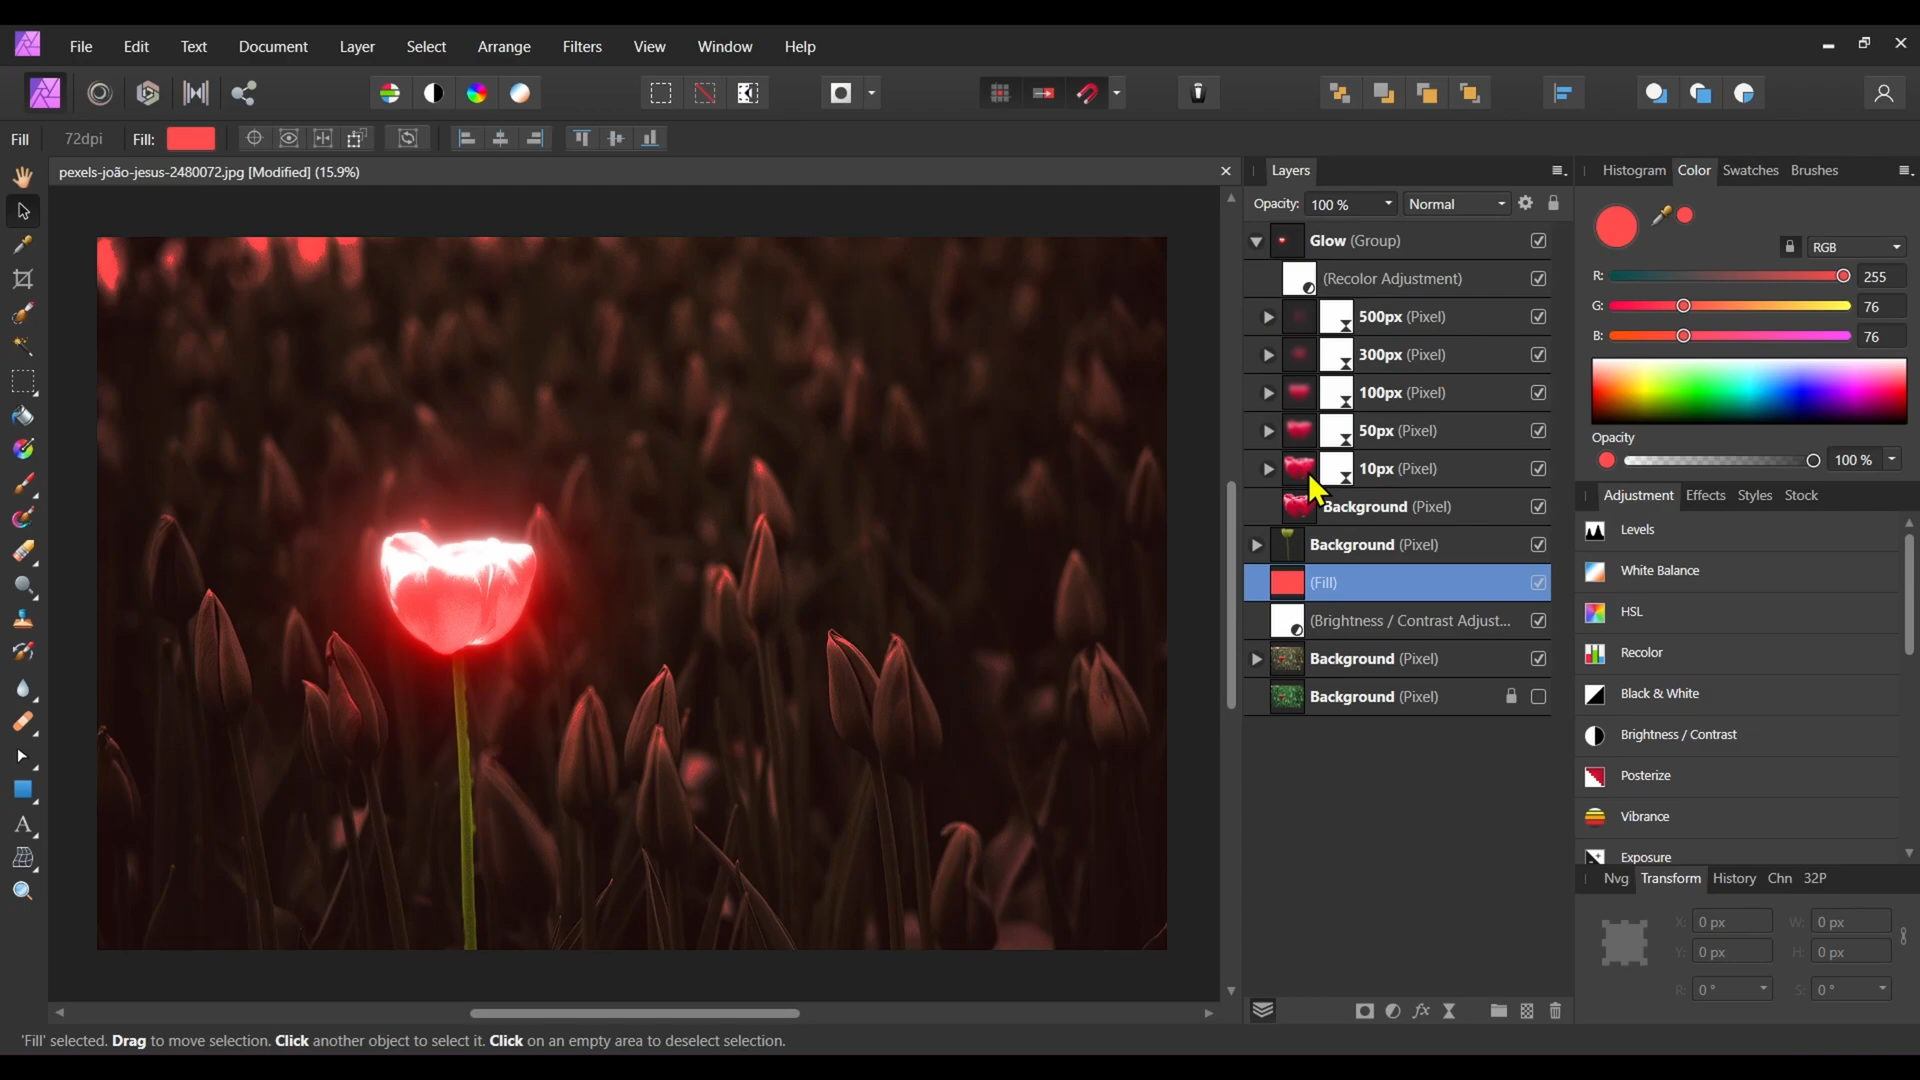 File Edit Text Document Layer Select Arrange Filters View Window Help
Fill 72dpi Fill:
pexels-joão-jesus-2480072.jpg [Modified] (15.9%)
Layers
Opacity: 100 % Normal
Glow (Group)
(Recolor Adjustment)
500px (Pixel)
300px (Pixel)
100px (Pixel)
50px (Pixel)
10px (Pixel)
Background (Pixel)
Background (Pixel)
(Fill)
(Brightness / Contrast Adjust...
Background (Pixel)
Background (Pixel)
Histogram Color Swatches Brushes
RGB
R: 255
G: 76
B: 76
Opacity
100 %
Adjustment Effects Styles Stock
Levels
White Balance
HSL
Recolor
Black & White
Brightness / Contrast
Posterize
Vibrance
Exposure
Nvg Transform History Chn 32P
X: 0 px W: 0 px
Y: 0 px H: 0 px
R: 0 ° S: 0 °
'Fill' selected. Drag to move selection. Click another object to select it. Click on an empty area to deselect selection.